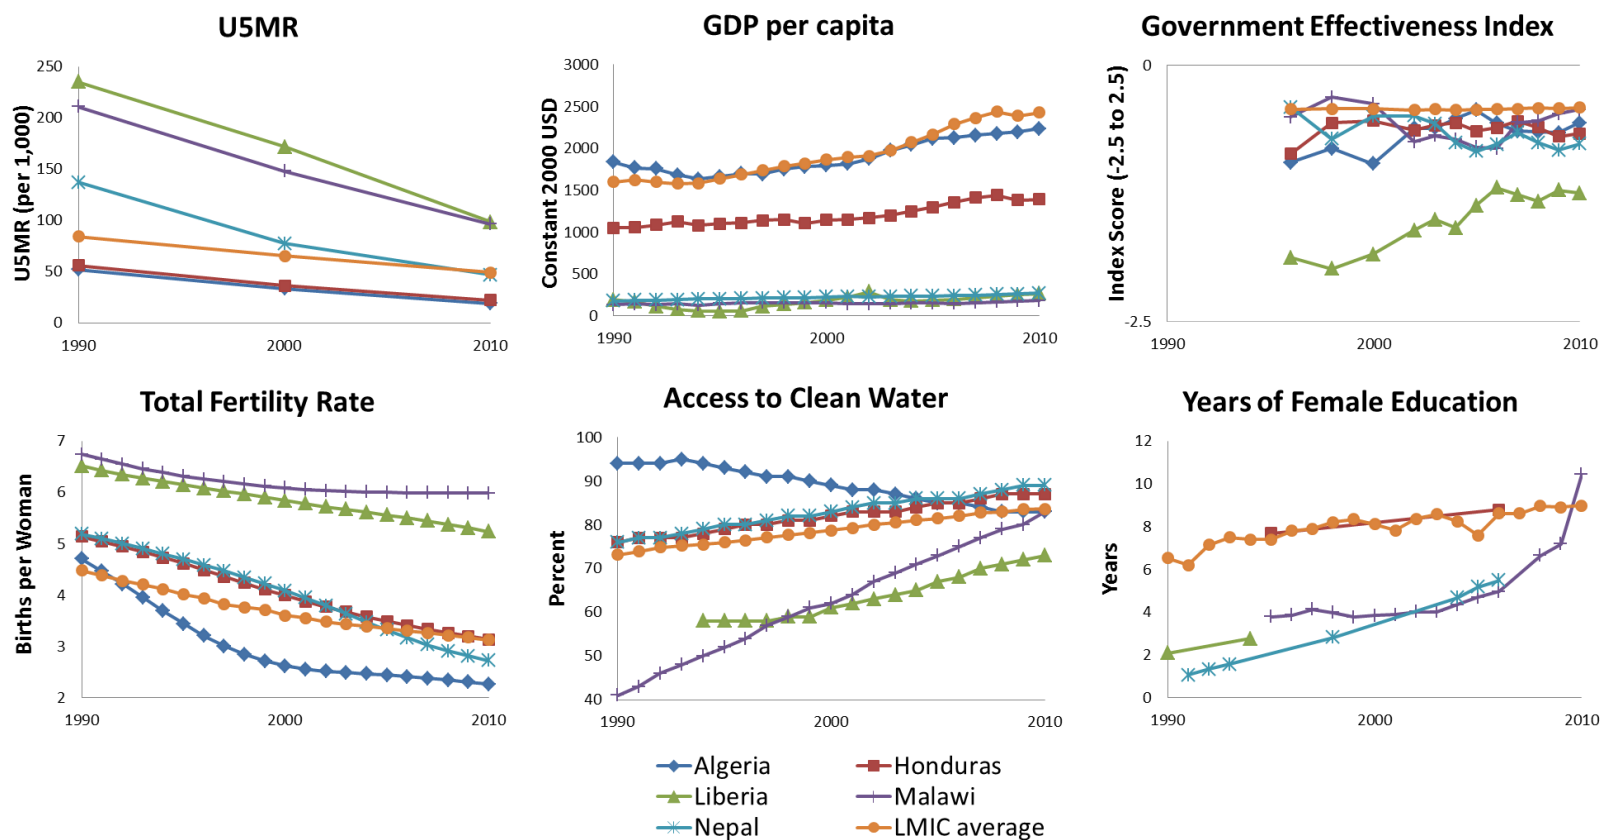 U5MR
U5MR (per 1,000)
250
200
150
100
50
0
1990 2000 2010
GDP per capita
Constant 2000 USD
3000
2500
2000
1500
1000
500
0
1990 2000 2010
Government Effectiveness Index
Index Score (-2.5 to 2.5)
0
-2.5
1990 2000 2010
Total Fertility Rate
Births per Woman
7
6
5
4
3
2
1990 2000 2010
Access to Clean Water
Percent
100
90
80
70
60
50
40
1990 2000 2010
Years of Female Education
Years
12
10
8
6
4
2
0
1990 2000 2010
Algeria Honduras
Liberia Malawi
Nepal LMIC average